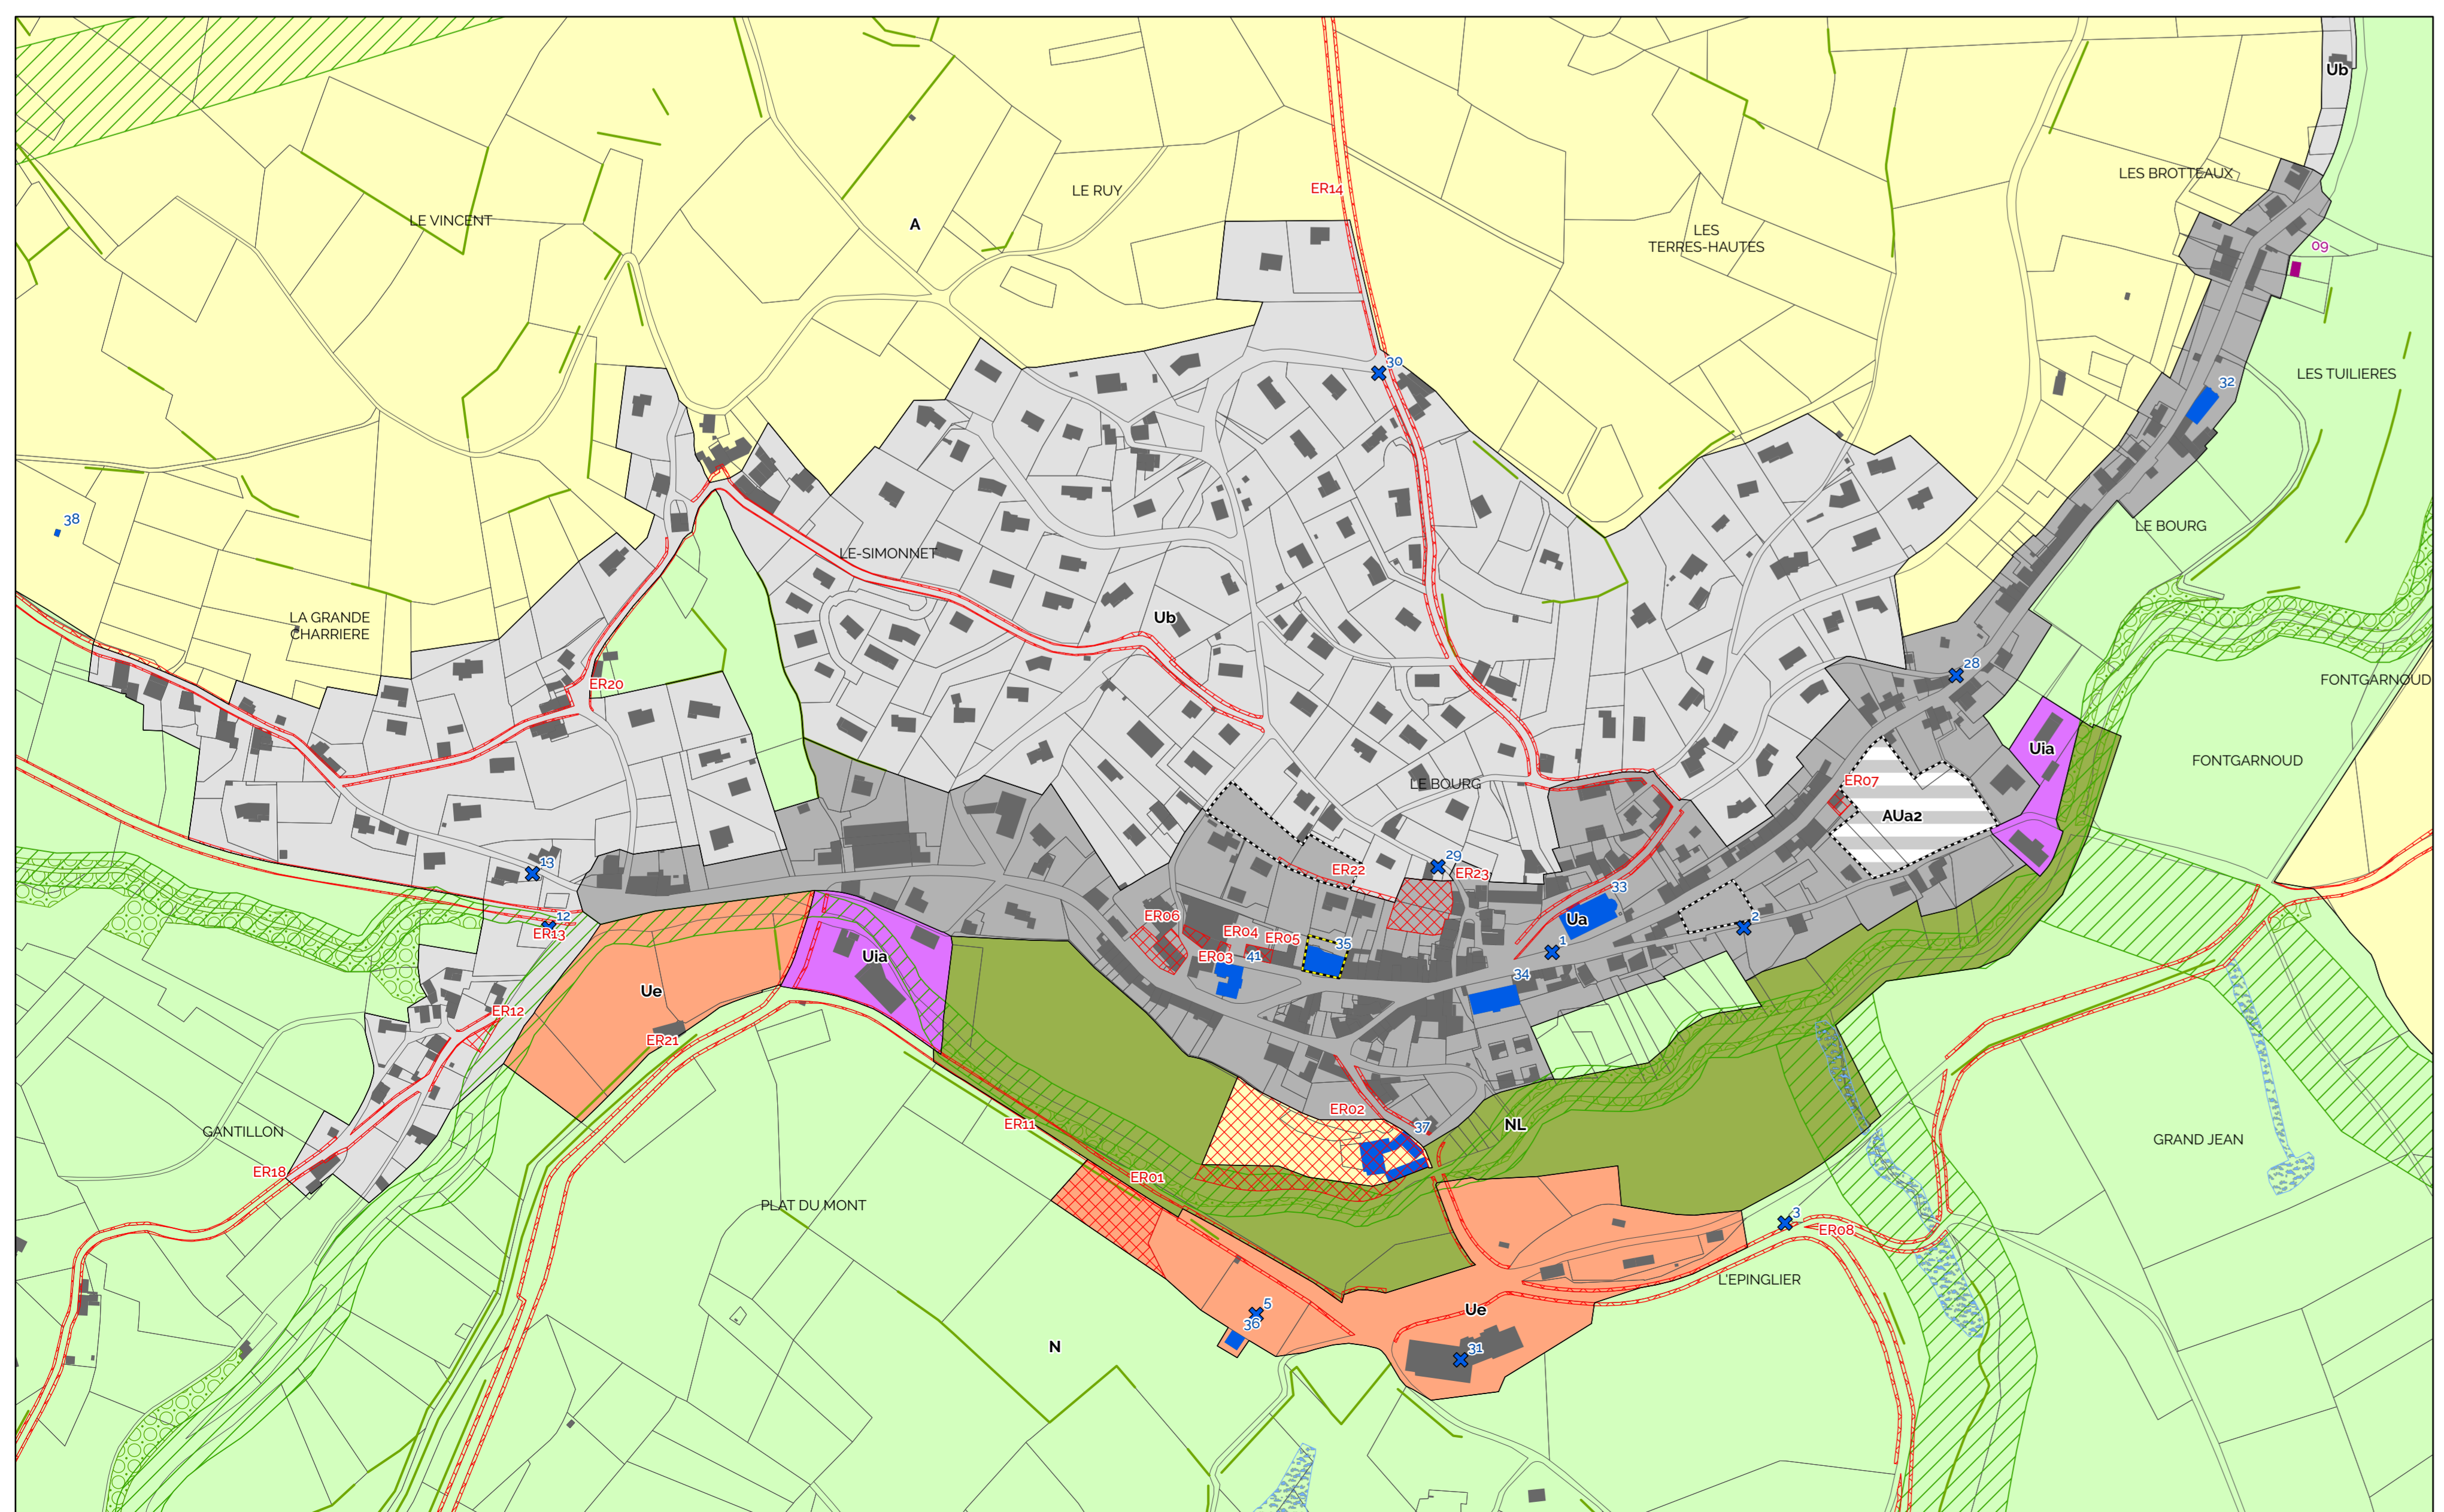 Ub
LES BROTTEAUX
ER14
LE RUY
LE VINCENT
A
LES
TERRES-HAUTES
09
30
LES TUILIERES
32
38
LE BOURG
LE-SIMONNET
LA GRANDE
CHARRIERE
Ub
28
FONTGARNOUD
ER20
Uia
FONTGARNOUD
LE BOURG
ER07
AUa2
13
29
ER22
ER23
33
12
ER13
ER06
Ua
2
ER04
ER05
35
1
ER03
41
Uia
34
Ue
ER12
ER21
ER02
37
NL
ER11
GANTILLON
GRAND JEAN
ER18
ER01
PLAT DU MONT
3
ER08
L'EPINGLIER
5
Ue
36
N
31